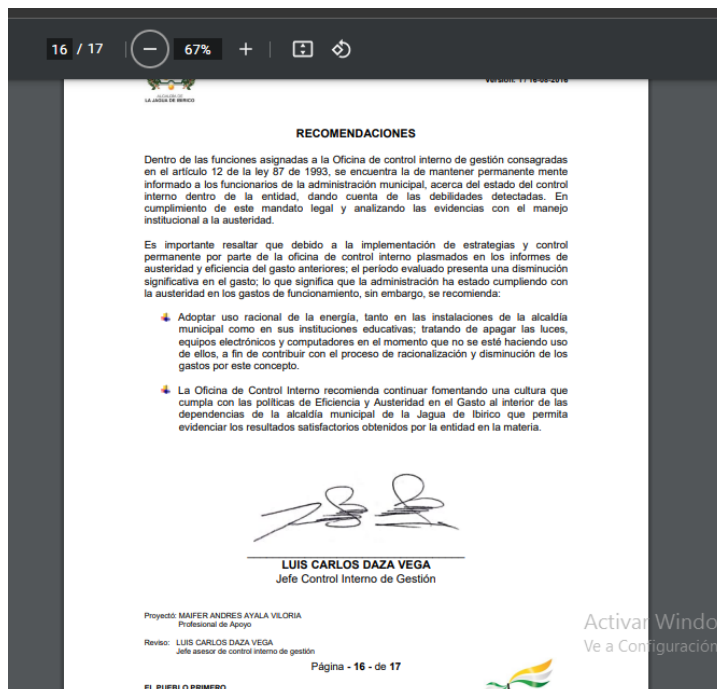 16 / 17
67%
ALCALDÍA DE
LA JAGUA DE IBIRICO
Versión: 1 / 16-08-2016
RECOMENDACIONES
Dentro de las funciones asignadas a la Oficina de control interno de gestión consagradas
en el artículo 12 de la ley 87 de 1993, se encuentra la de mantener permanente mente
informado a los funcionarios de la administración municipal, acerca del estado del control
interno dentro de la entidad, dando cuenta de las debilidades detectadas. En
cumplimiento de este mandato legal y analizando las evidencias con el manejo
institucional a la austeridad.
Es importante resaltar que debido a la implementación de estrategias y control
permanente por parte de la oficina de control interno plasmados en los informes de
austeridad y eficiencia del gasto anteriores; el período evaluado presenta una disminución
significativa en el gasto; lo que significa que la administración ha estado cumpliendo con
la austeridad en los gastos de funcionamiento, sin embargo, se recomienda:
Adoptar uso racional de la energía, tanto en las instalaciones de la alcaldía
municipal como en sus instituciones educativas; tratando de apagar las luces,
equipos electrónicos y computadores en el momento que no se esté haciendo uso
de ellos, a fin de contribuir con el proceso de racionalización y disminución de los
gastos por este concepto.
La Oficina de Control Interno recomienda continuar fomentando una cultura que
cumpla con las políticas de Eficiencia y Austeridad en el Gasto al interior de las
dependencias de la alcaldía municipal de la Jagua de Ibirico que permita
evidenciar los resultados satisfactorios obtenidos por la entidad en la materia.
LUIS CARLOS DAZA VEGA
Jefe Control Interno de Gestión
Proyectó: MAIFER ANDRES AYALA VILORIA
Profesional de Apoyo
Reviso: LUIS CARLOS DAZA VEGA
Jefe asesor de control interno de gestión
Página - 16 - de 17
EL PUEBLO PRIMERO
Activar Windo
Ve a Configuración